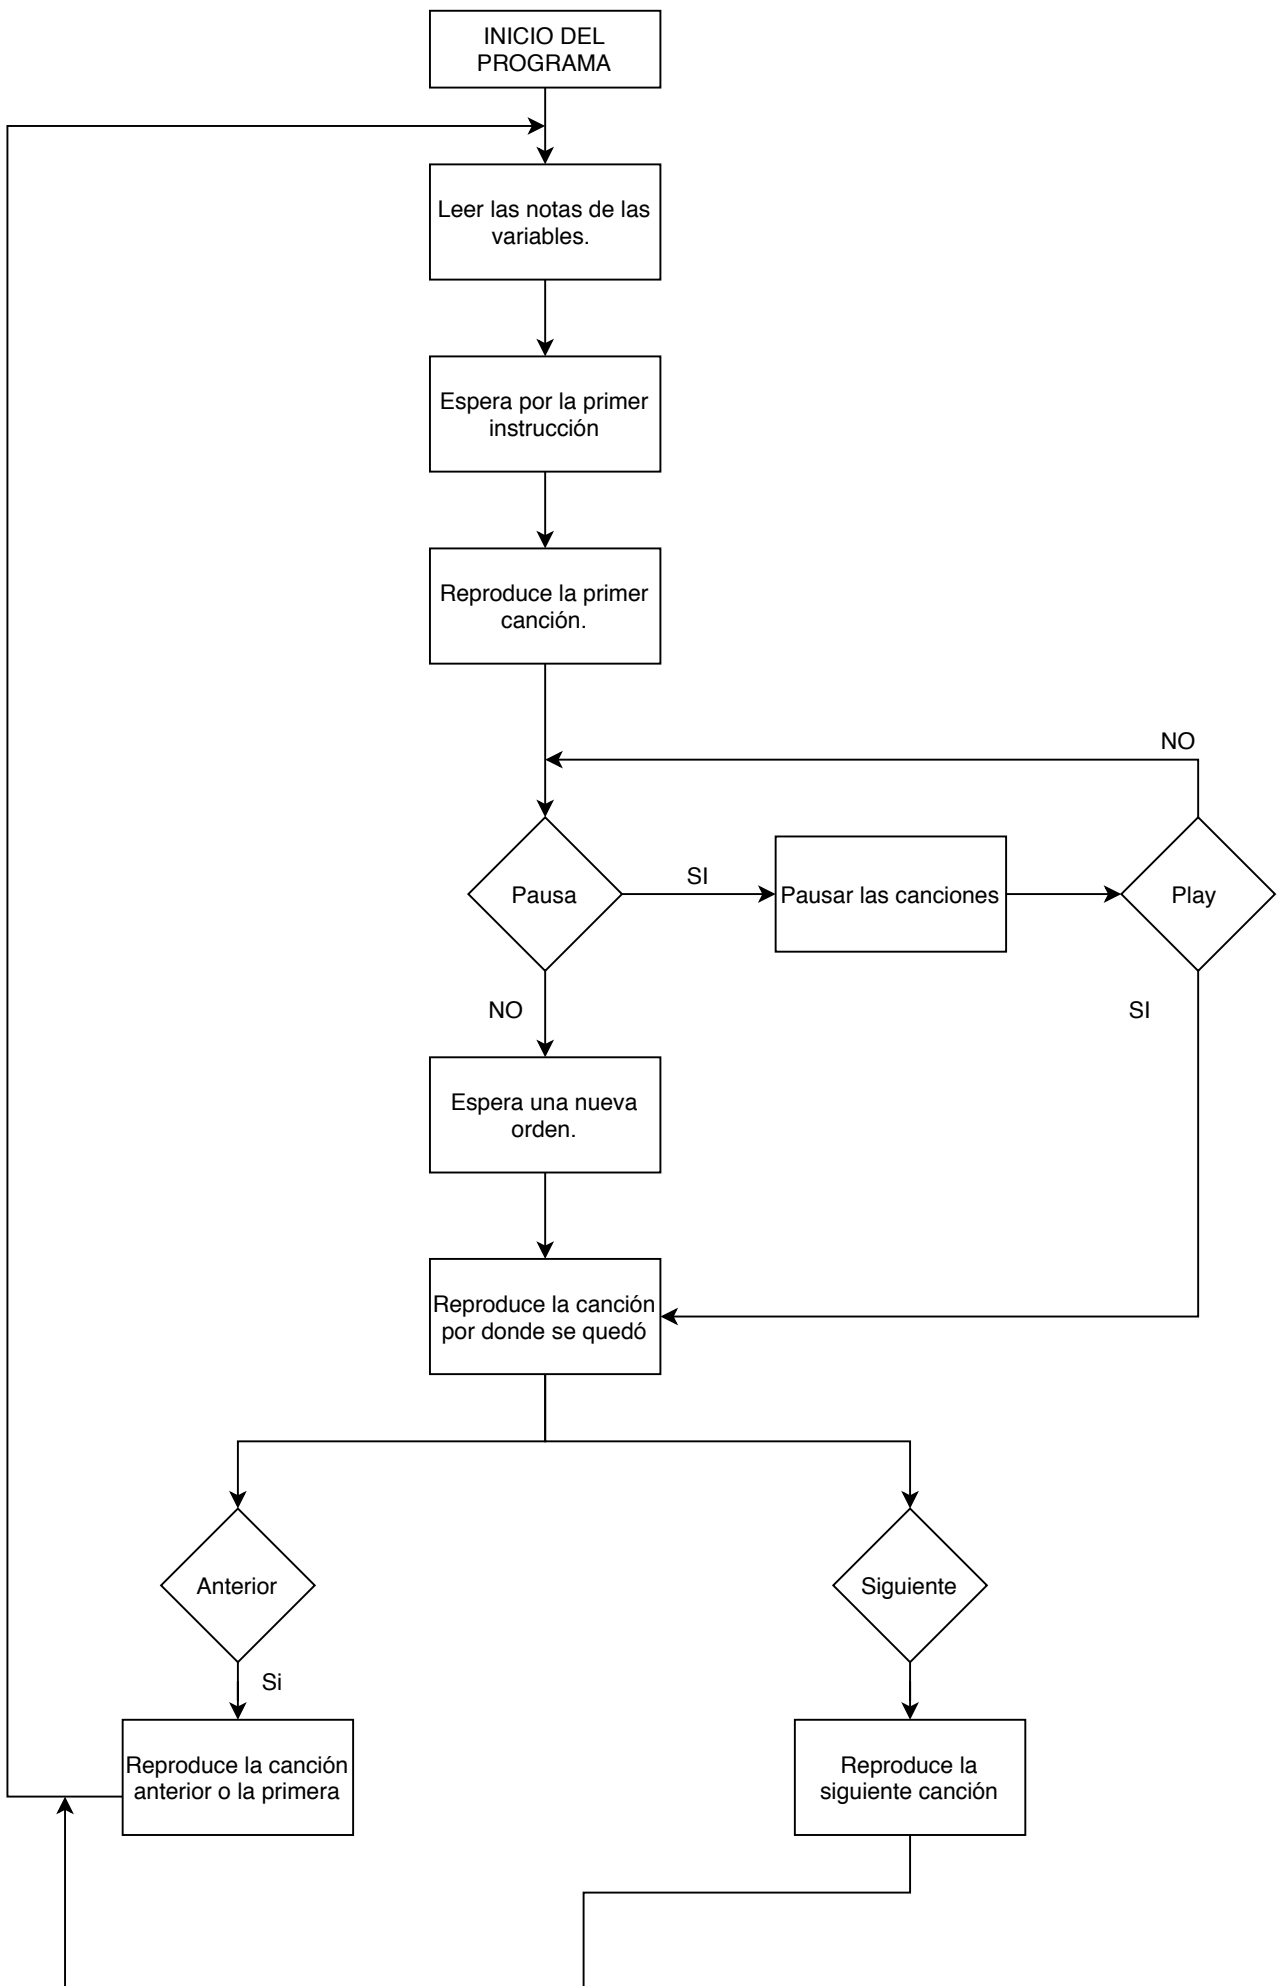 INICIO DEL
PROGRAMA
Leer las notas de las
variables.
Espera por la primer
instrucción
Reproduce la primer
canción.
NO
Pausa
SI
Pausar las canciones
Play
NO
SI
Espera una nueva
orden.
Reproduce la canción
por donde se quedó
Anterior
Siguiente
Si
Reproduce la canción
anterior o la primera
Reproduce la
siguiente canción